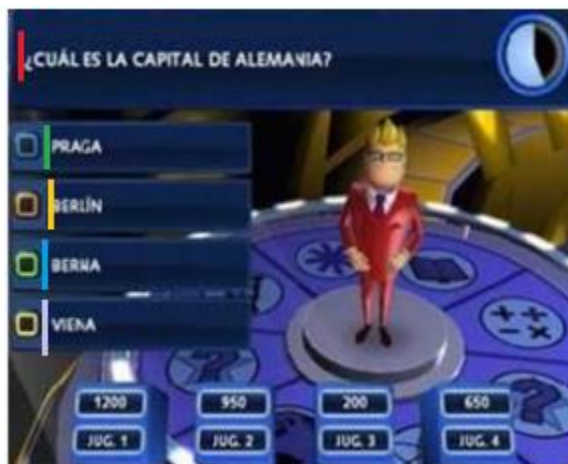 ¿CUÁL ES LA CAPITAL DE ALEMANIA?
PRAGA
BERLÍN
BERNA
VIENA
1200 950 200 650
JUG. 1 JUG. 2 JUG. 3 JUG. 4